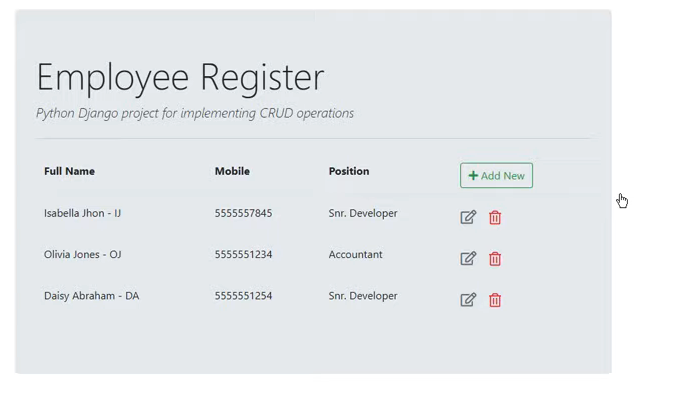 Employee Register
Python Django project for implementing CRUD operations
Full Name Mobile Position + Add New
Isabella Jhon - IJ 5555557845 Snr. Developer
Olivia Jones - OJ 5555551234 Accountant
Daisy Abraham - DA 5555551254 Snr. Developer